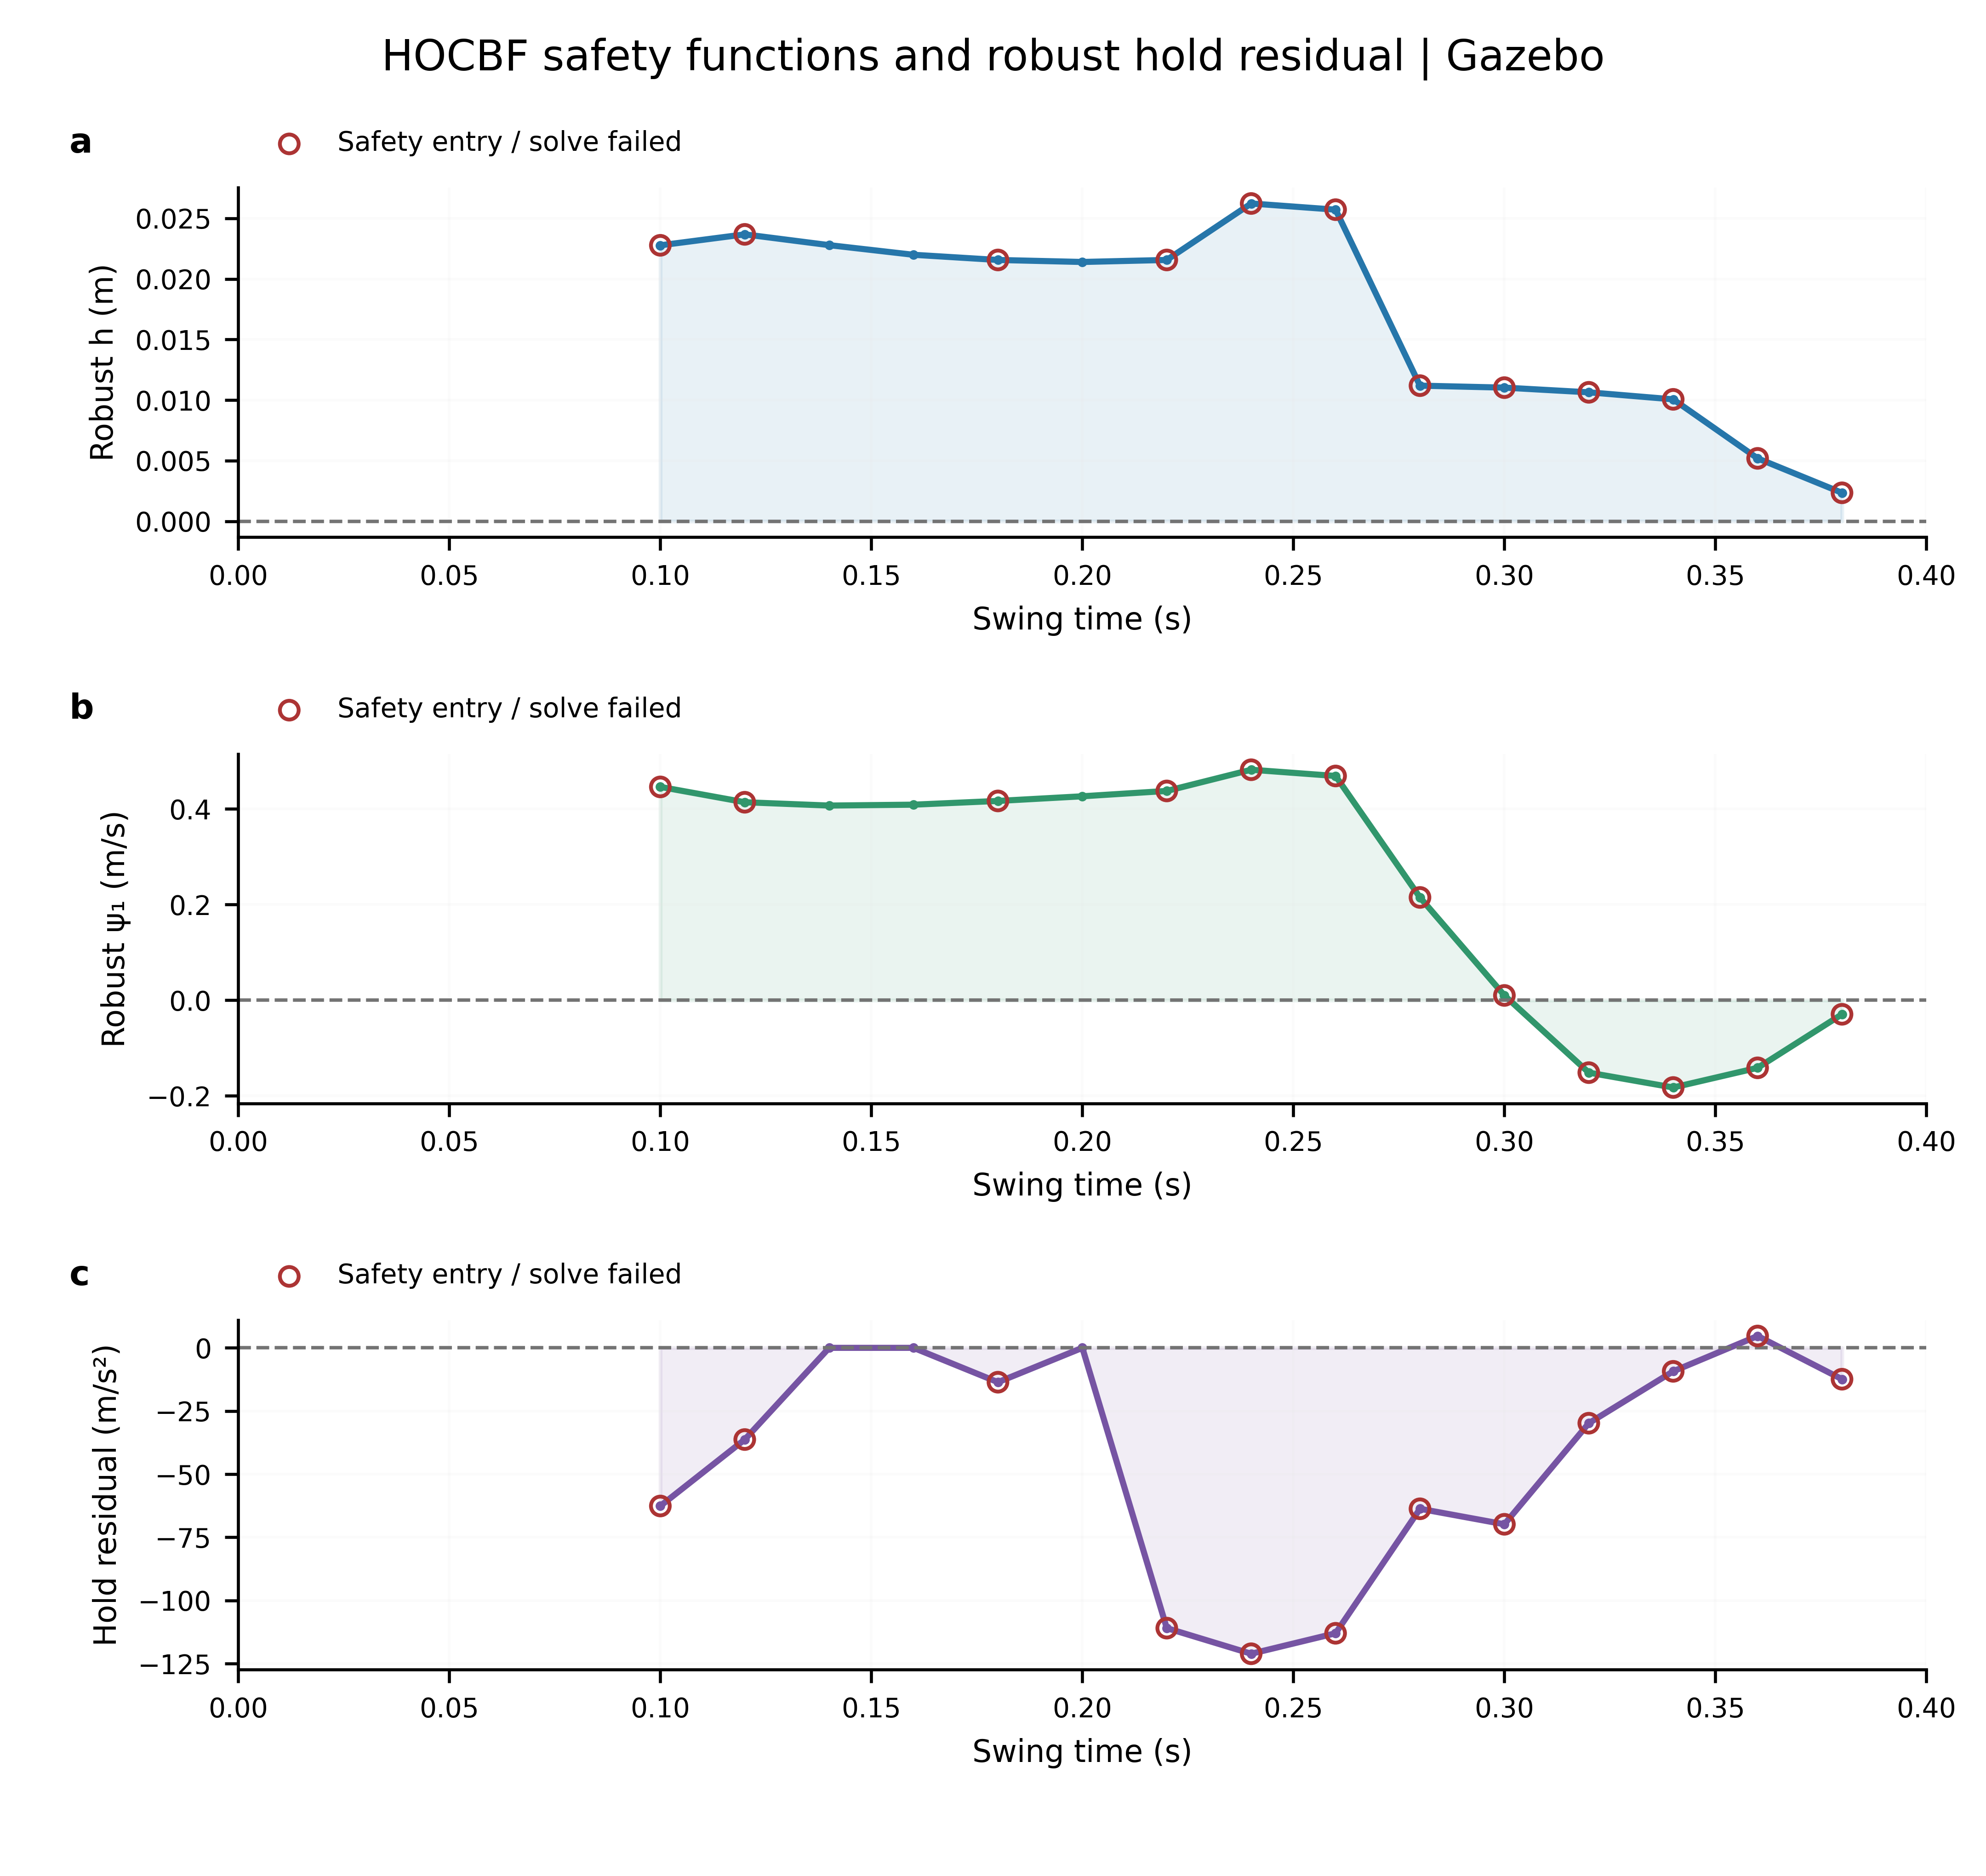 HOCBF safety functions and robust hold residual | Gazebo
a
Safety entry / solve failed
Robust h (m)
0.025
0.020
0.015
0.010
0.005
0.000
0.00 0.05 0.10 0.15 0.20 0.25 0.30 0.35 0.40
Swing time (s)
b
Safety entry / solve failed
Robust ψ₁ (m/s)
0.4
0.2
0.0
−0.2
0.00 0.05 0.10 0.15 0.20 0.25 0.30 0.35 0.40
Swing time (s)
c
Safety entry / solve failed
Hold residual (m/s²)
0
−25
−50
−75
−100
−125
0.00 0.05 0.10 0.15 0.20 0.25 0.30 0.35 0.40
Swing time (s)